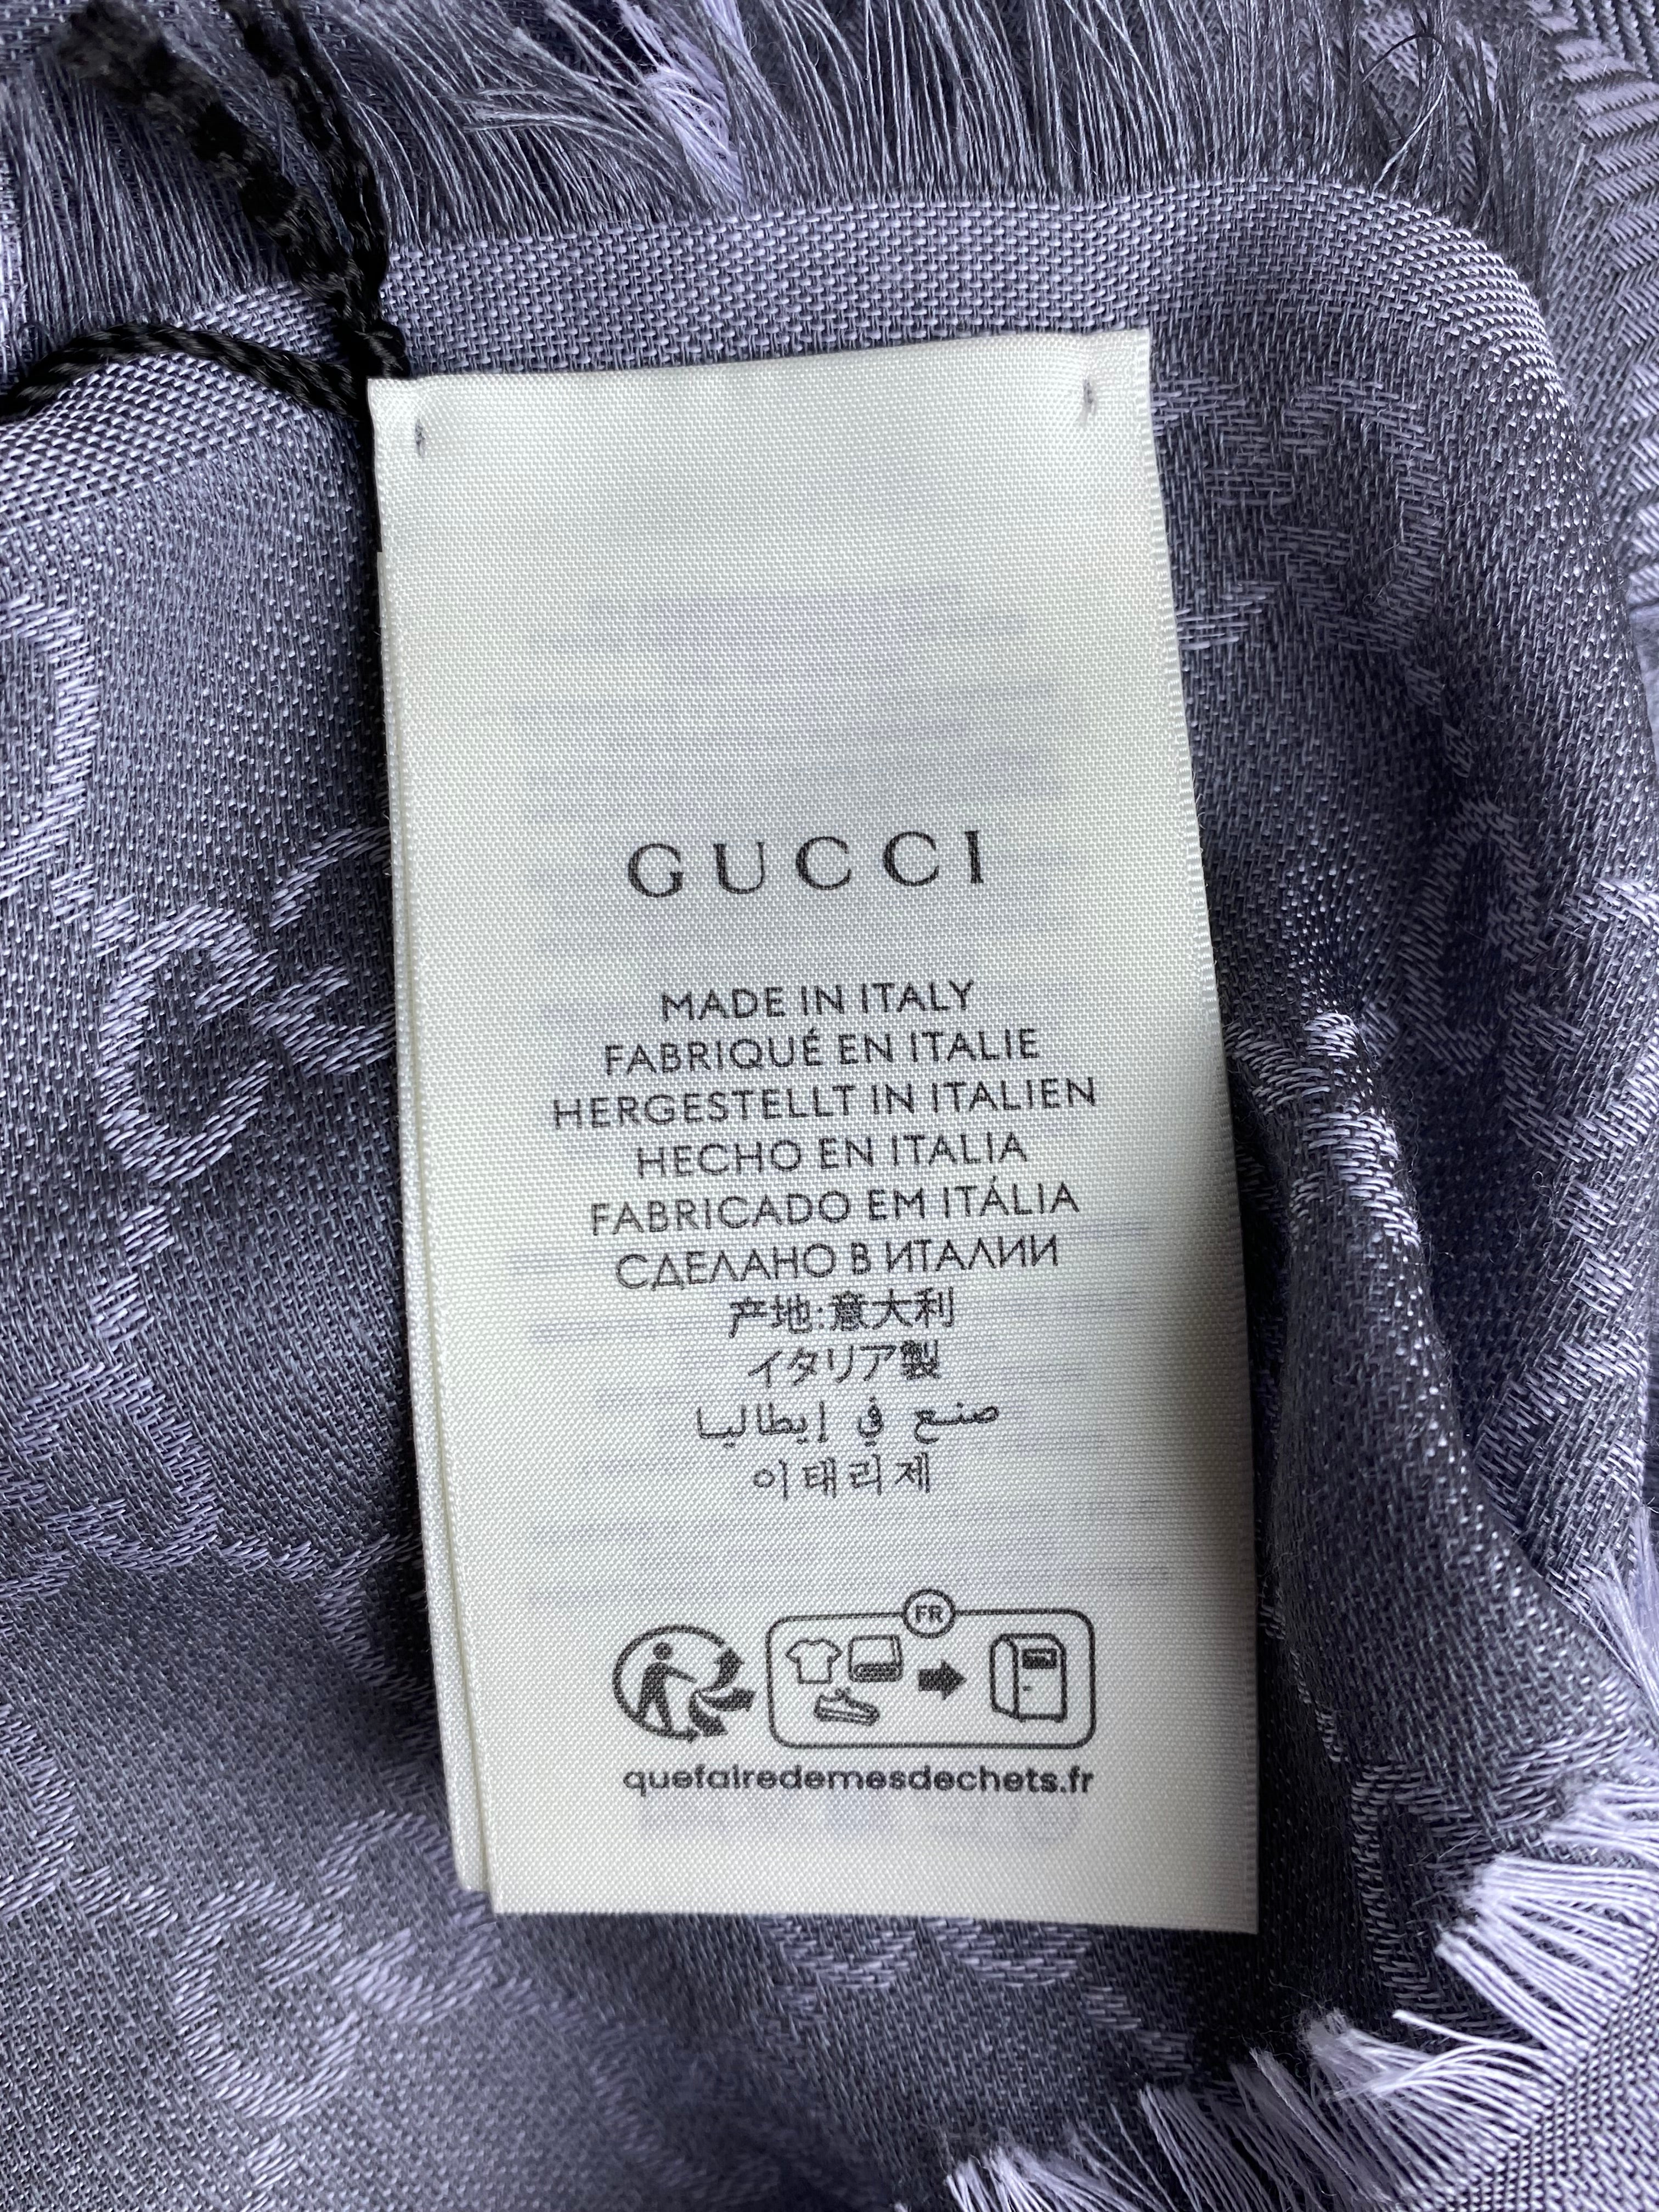 GUCCI
MADE IN ITALY
FABRIQUÉ EN ITALIE
HERGESTELLT IN ITALIEN
HECHO EN ITALIA
FABRICADO EM ITÁLIA
СДЕЛАНО В ИТАЛИИ
产地:意大利
イタリア製
صنع في إيطاليا
이태리제
FR
quefairedemesdechets.fr